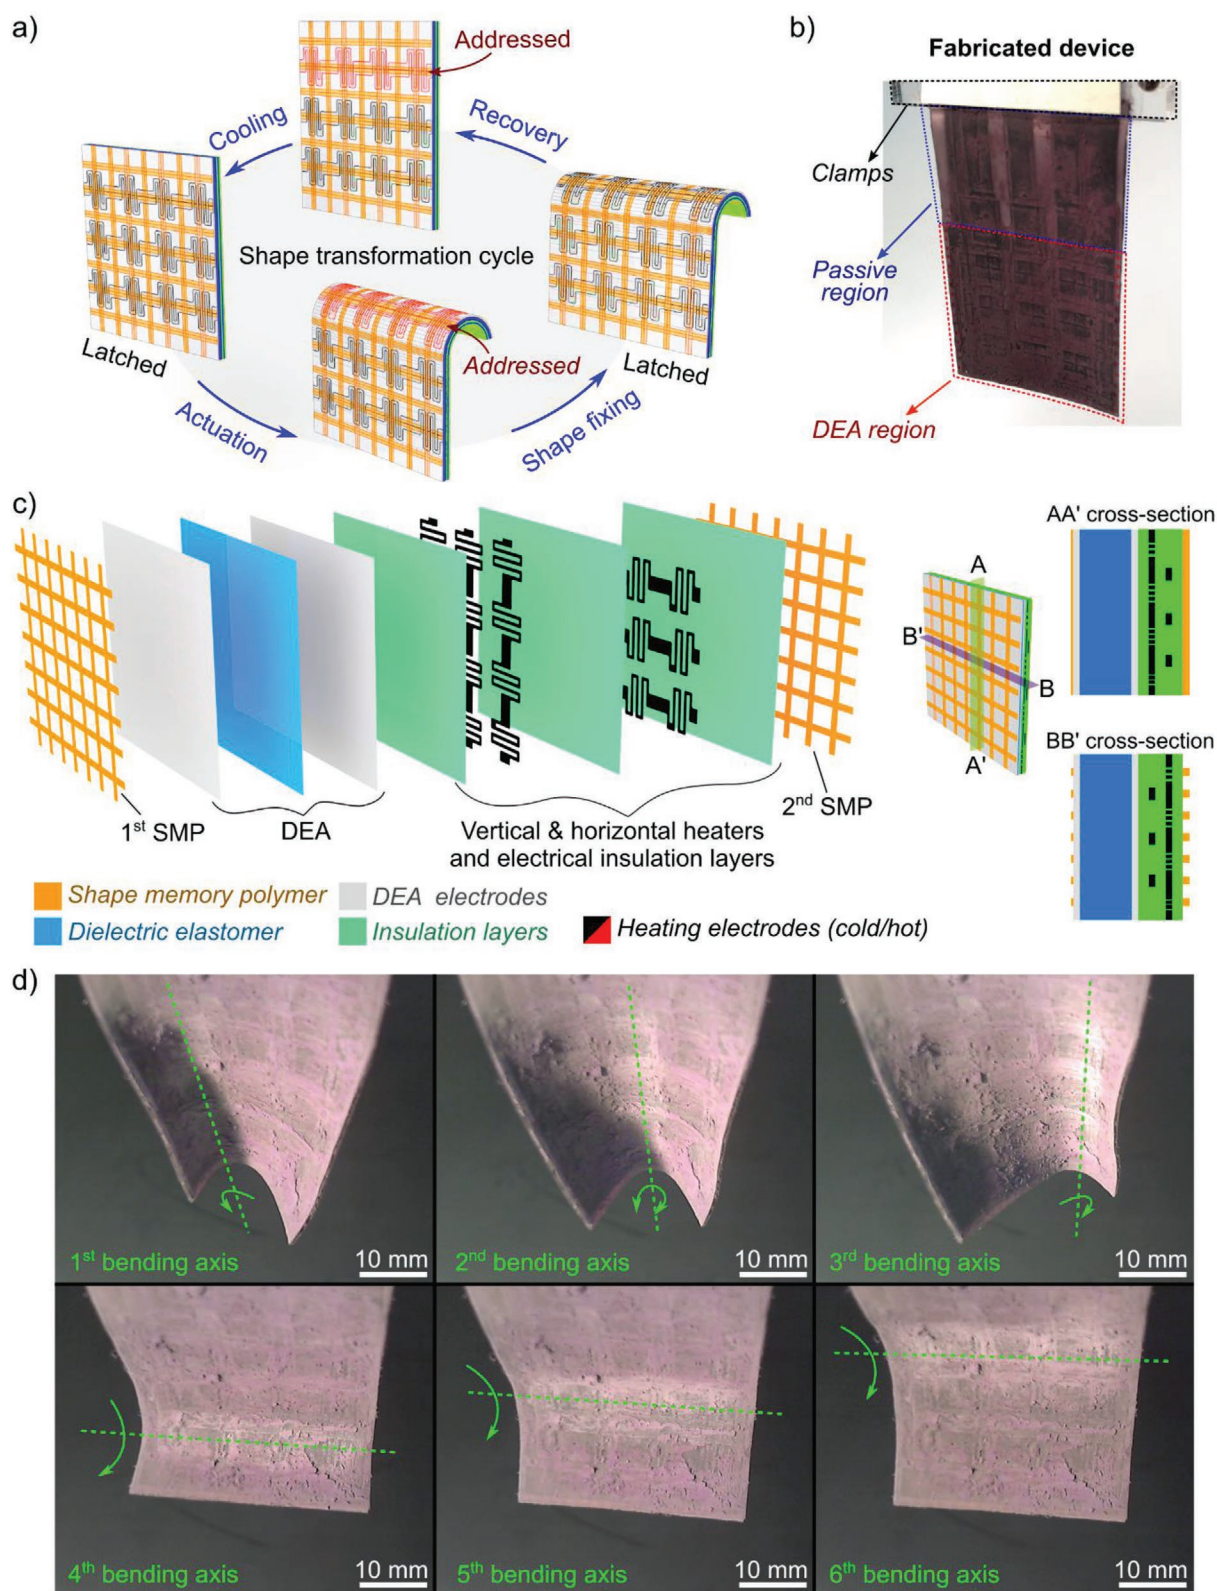 a)
Addressed
Cooling
Recovery
Shape transformation cycle
Latched
Addressed
Latched
Actuation
Shape fixing
b)
Fabricated device
Clamps
Passive
region
DEA region
c)
1st SMP
DEA
Vertical & horizontal heaters
and electrical insulation layers
2nd SMP
A
B'
B
A'
AA' cross-section
BB' cross-section
Shape memory polymer
DEA electrodes
Dielectric elastomer
Insulation layers
Heating electrodes (cold/hot)
d)
1st bending axis
10 mm
2nd bending axis
10 mm
3rd bending axis
10 mm
4th bending axis
10 mm
5th bending axis
10 mm
6th bending axis
10 mm